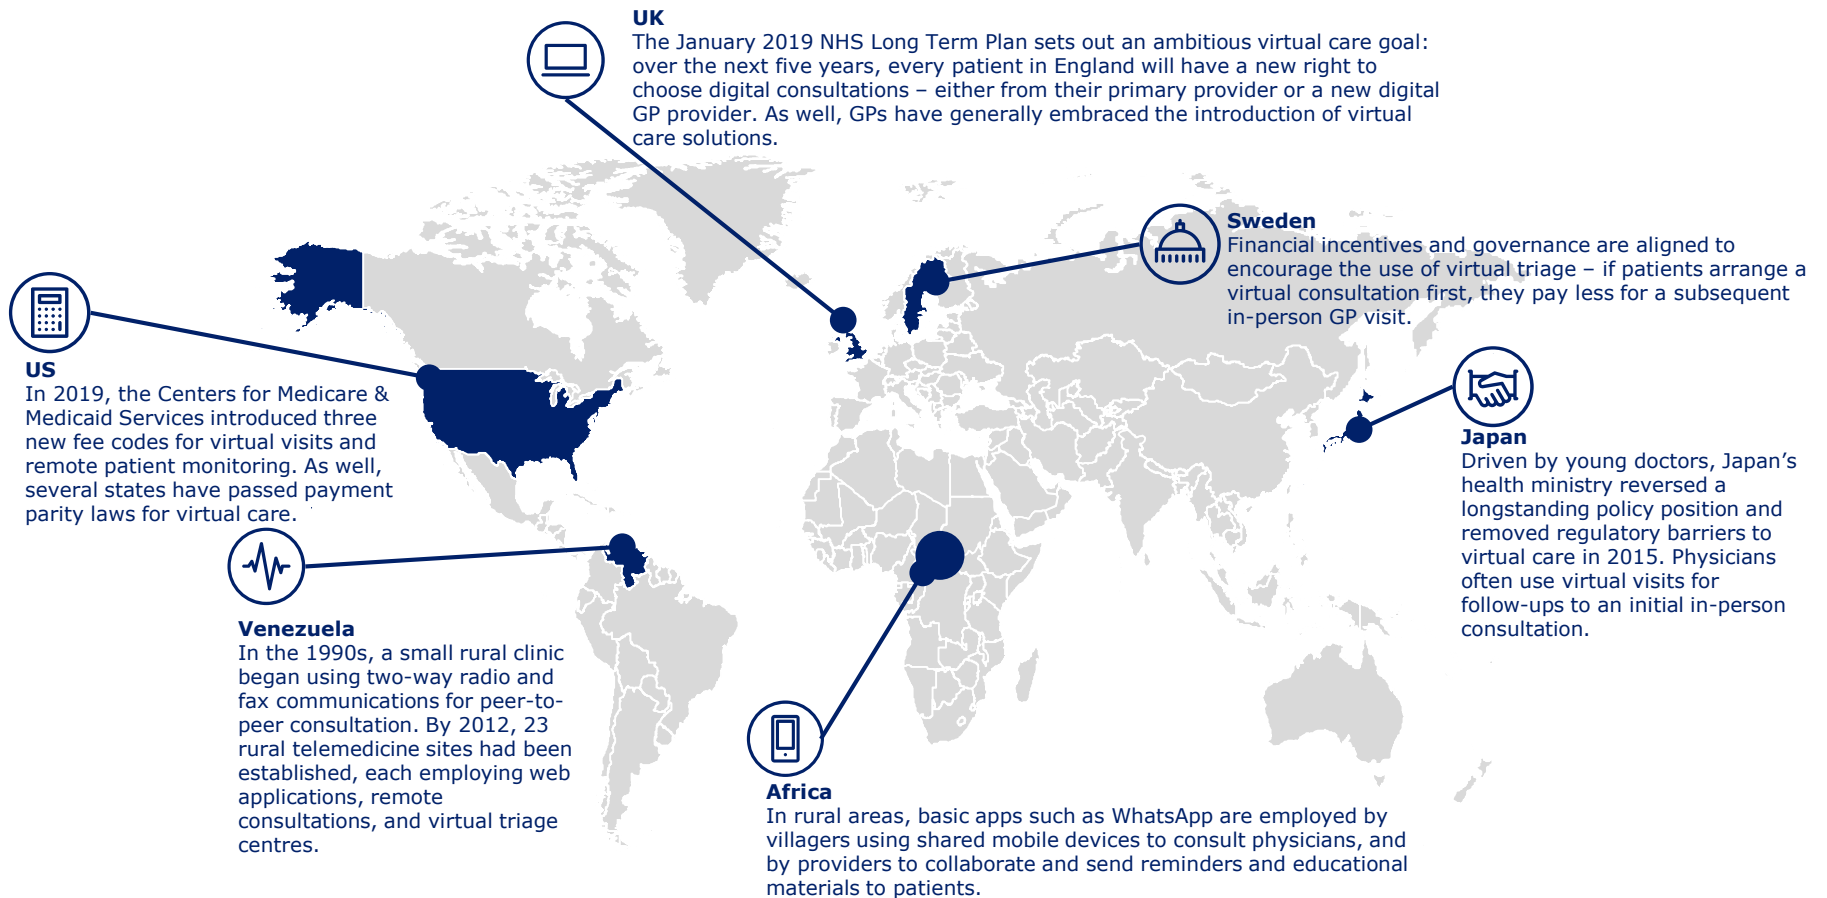 UK
The January 2019 NHS Long Term Plan sets out an ambitious virtual care goal:
over the next five years, every patient in England will have a new right to
choose digital consultations – either from their primary provider or a new digital
GP provider. As well, GPs have generally embraced the introduction of virtual
care solutions.
Sweden
Financial incentives and governance are aligned to
encourage the use of virtual triage – if patients arrange a
virtual consultation first, they pay less for a subsequent
in-person GP visit.
US
In 2019, the Centers for Medicare &
Medicaid Services introduced three
new fee codes for virtual visits and
remote patient monitoring. As well,
several states have passed payment
parity laws for virtual care.
Japan
Driven by young doctors, Japan’s
health ministry reversed a
longstanding policy position and
removed regulatory barriers to
virtual care in 2015. Physicians
often use virtual visits for
follow-ups to an initial in-person
consultation.
Venezuela
In the 1990s, a small rural clinic
began using two-way radio and
fax communications for peer-to-
peer consultation. By 2012, 23
rural telemedicine sites had been
established, each employing web
applications, remote
consultations, and virtual triage
centres.
Africa
In rural areas, basic apps such as WhatsApp are employed by
villagers using shared mobile devices to consult physicians, and
by providers to collaborate and send reminders and educational
materials to patients.